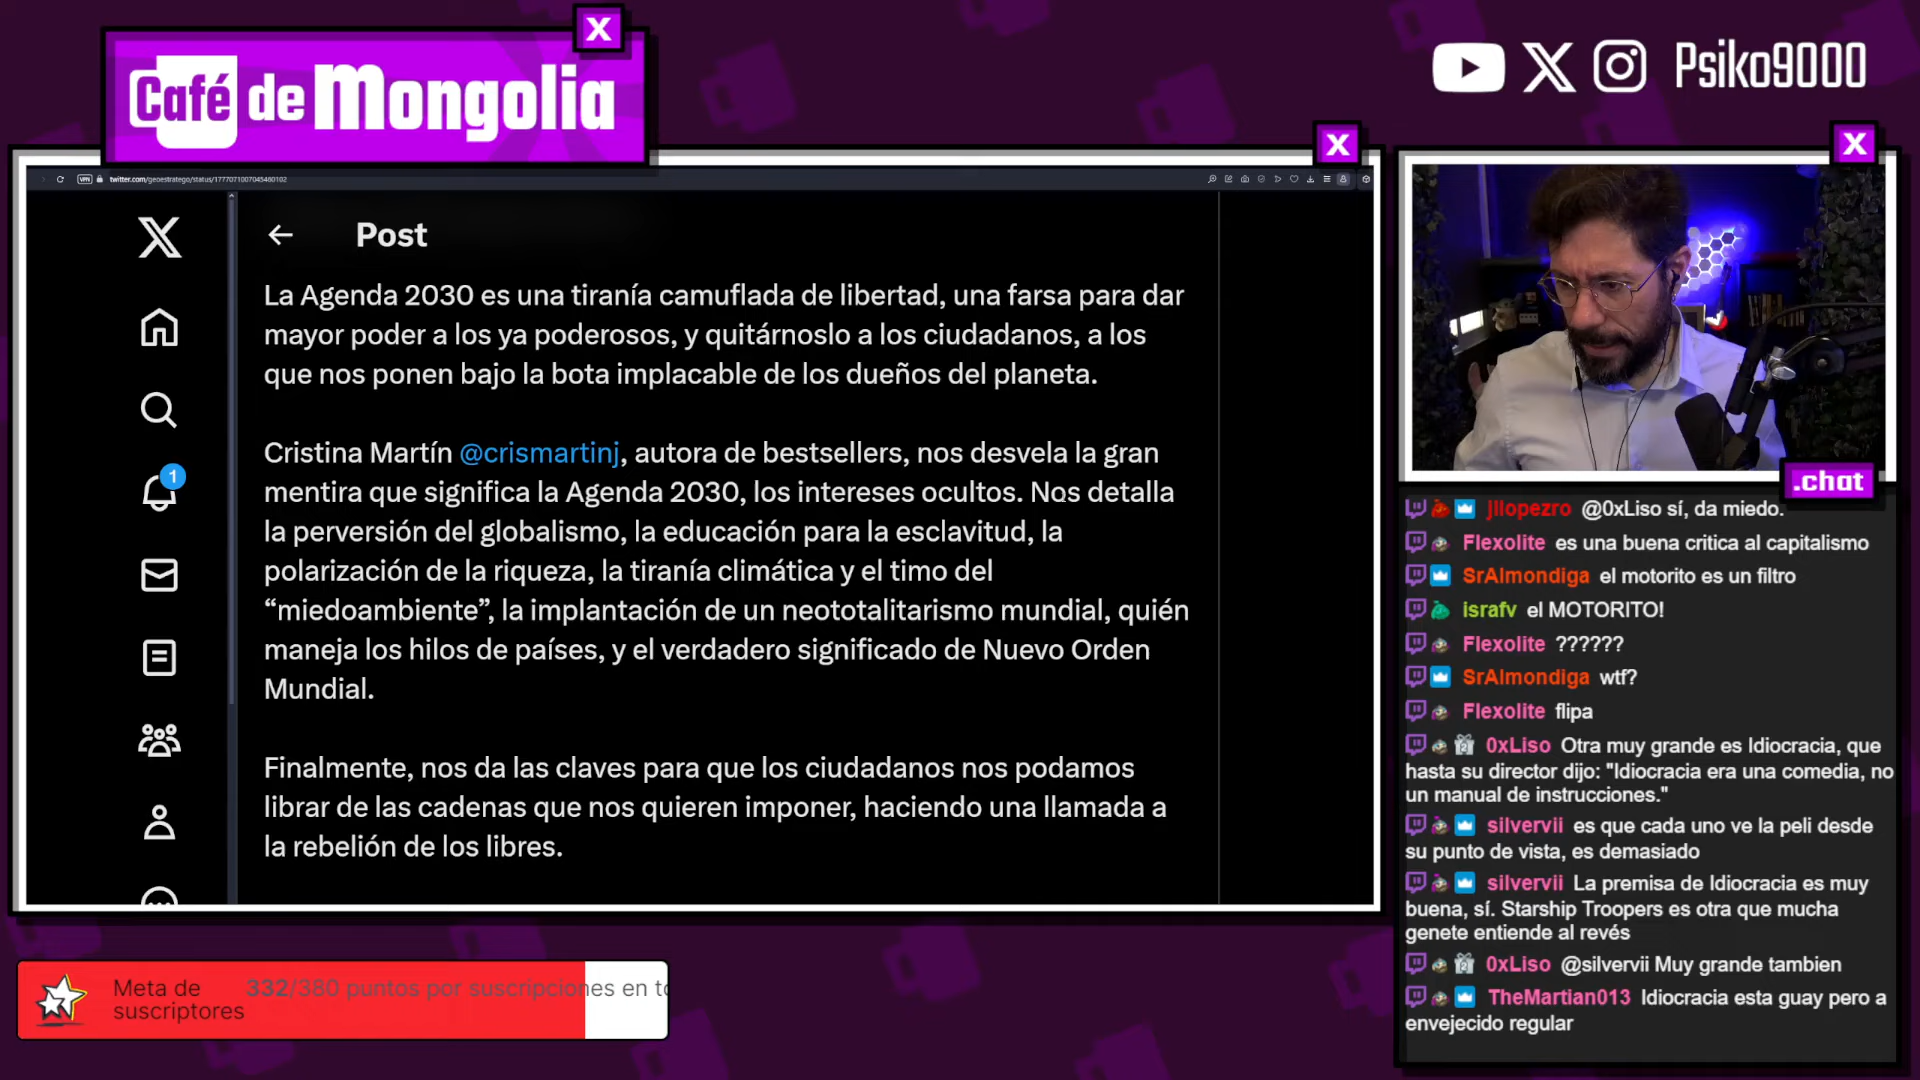 X
Café de Mongolia
Psiko9000
X
X
twitter.com/geoestratego/status/1777071007045460102
Post
La Agenda 2030 es una tiranía camuflada de libertad, una farsa para dar
mayor poder a los ya poderosos, y quitárnoslo a los ciudadanos, a los
que nos ponen bajo la bota implacable de los dueños del planeta.
Cristina Martín @crismartinj, autora de bestsellers, nos desvela la gran
mentira que significa la Agenda 2030, los intereses ocultos. Nos detalla
la perversión del globalismo, la educación para la esclavitud, la
polarización de la riqueza, la tiranía climática y el timo del
“miedoambiente”, la implantación de un neototalitarismo mundial, quién
maneja los hilos de países, y el verdadero significado de Nuevo Orden
Mundial.
Finalmente, nos da las claves para que los ciudadanos nos podamos
librar de las cadenas que nos quieren imponer, haciendo una llamada a
la rebelión de los libres.
1
Meta de
suscriptores
332/380 puntos por suscripciones en to
.chat
jllopezro @0xLiso sí, da miedo.
Flexolite es una buena critica al capitalismo
SrAlmondiga el motorito es un filtro
israfv el MOTORITO!
Flexolite ??????
SrAlmondiga wtf?
Flexolite flipa
0xLiso Otra muy grande es Idiocracia, que
hasta su director dijo: "Idiocracia era una comedia, no
un manual de instrucciones."
silvervii es que cada uno ve la peli desde
su punto de vista, es demasiado
silvervii La premisa de Idiocracia es muy
buena, sí. Starship Troopers es otra que mucha
genete entiende al revés
0xLiso @silvervii Muy grande tambien
TheMartian013 Idiocracia esta guay pero a
envejecido regular